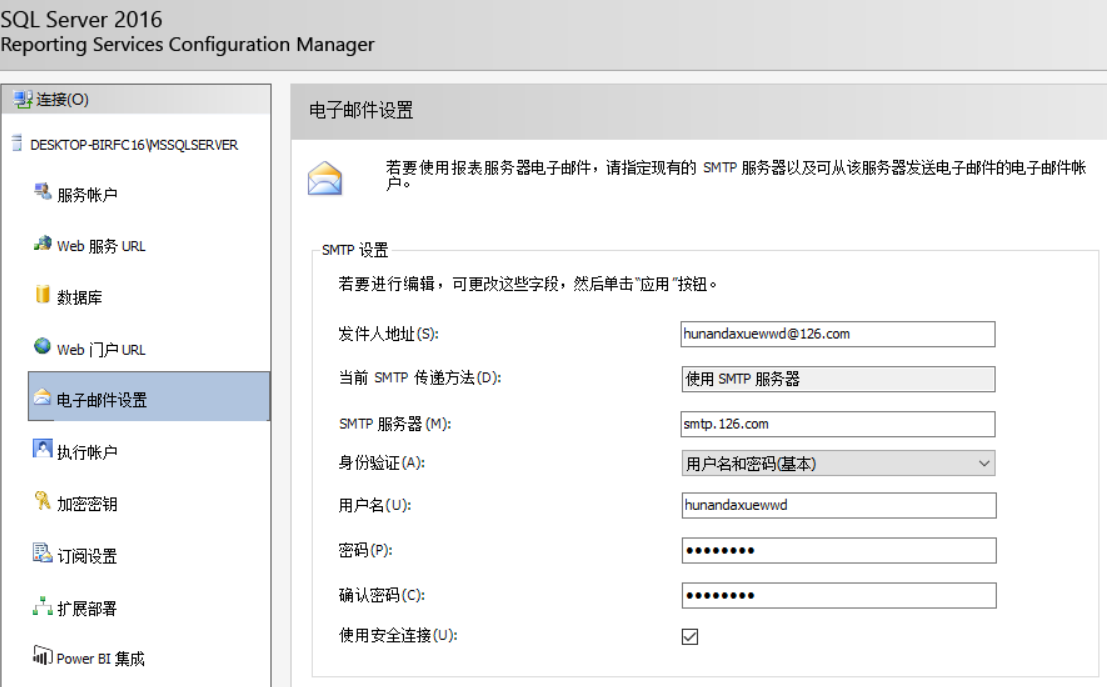 SQL Server 2016
Reporting Services Configuration Manager
连接(O)
DESKTOP-BIRFC16\MSSQLSERVER
服务帐户
Web 服务 URL
数据库
Web 门户 URL
电子邮件设置
执行帐户
加密密钥
订阅设置
扩展部署
Power BI 集成
电子邮件设置
若要使用报表服务器电子邮件，请指定现有的 SMTP 服务器以及可从该服务器发送电子邮件的电子邮件帐
户。
SMTP 设置
若要进行编辑，可更改这些字段，然后单击“应用”按钮。
发件人地址(S):
hunandaxuewwd@126.com
当前 SMTP 传递方法(D):
使用 SMTP 服务器
SMTP 服务器(M):
smtp.126.com
身份验证(A):
用户名和密码(基本)
用户名(U):
hunandaxuewwd
密码(P):
••••••••
确认密码(C):
••••••••
使用安全连接(U):